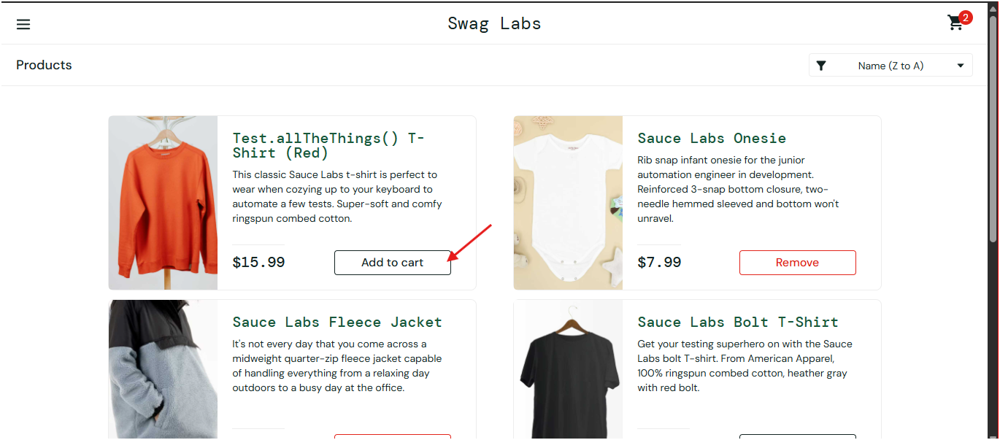 Swag Labs
2
Products
Name (Z to A)
Test.allTheThings() T-
Shirt (Red)
This classic Sauce Labs t-shirt is perfect to
wear when cozying up to your keyboard to
automate a few tests. Super-soft and comfy
ringspun combed cotton.
$15.99
Add to cart
Sauce Labs Onesie
Rib snap infant onesie for the junior
automation engineer in development.
Reinforced 3-snap bottom closure, two-
needle hemmed sleeved and bottom won't
unravel.
$7.99
Remove
Sauce Labs Fleece Jacket
It's not every day that you come across a
midweight quarter-zip fleece jacket capable
of handling everything from a relaxing day
outdoors to a busy day at the office.
Sauce Labs Bolt T-Shirt
Get your testing superhero on with the Sauce
Labs bolt T-shirt. From American Apparel,
100% ringspun combed cotton, heather gray
with red bolt.